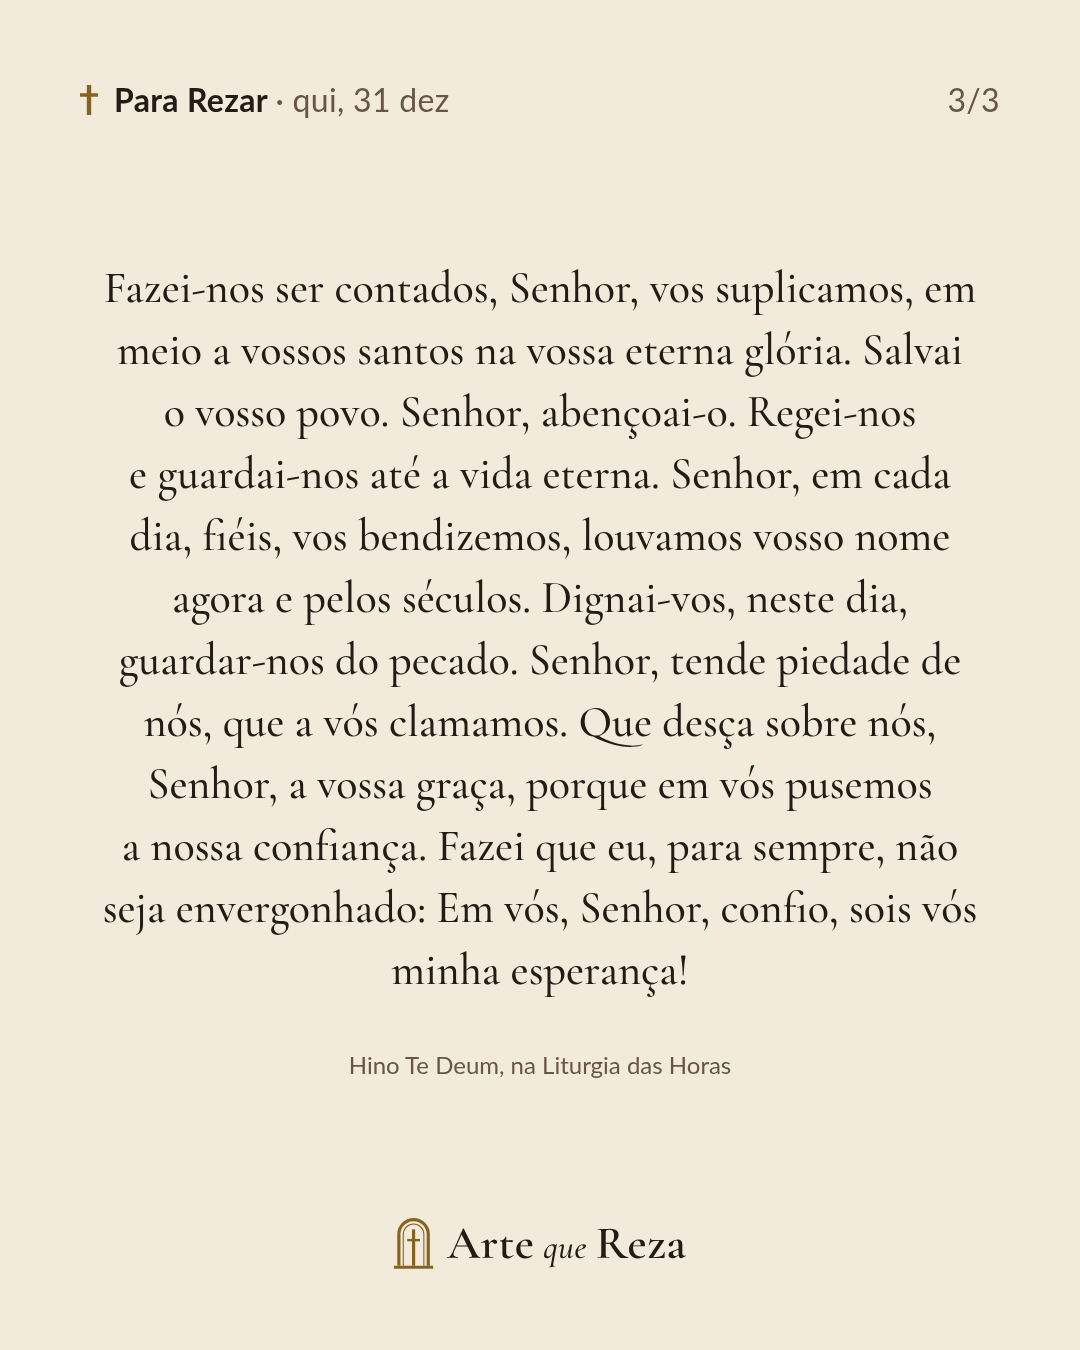 Para Rezar · qui, 31 dez
3/3
Fazei-nos ser contados, Senhor, vos suplicamos, em
meio a vossos santos na vossa eterna glória. Salvai
o vosso povo. Senhor, abençoai-o. Regei-nos
e guardai-nos até a vida eterna. Senhor, em cada
dia, fiéis, vos bendizemos, louvamos vosso nome
agora e pelos séculos. Dignai-vos, neste dia,
guardar-nos do pecado. Senhor, tende piedade de
nós, que a vós clamamos. Que desça sobre nós,
Senhor, a vossa graça, porque em vós pusemos
a nossa confiança. Fazei que eu, para sempre, não
seja envergonhado: Em vós, Senhor, confio, sois vós
minha esperança!
Hino Te Deum, na Liturgia das Horas
Arte que Reza